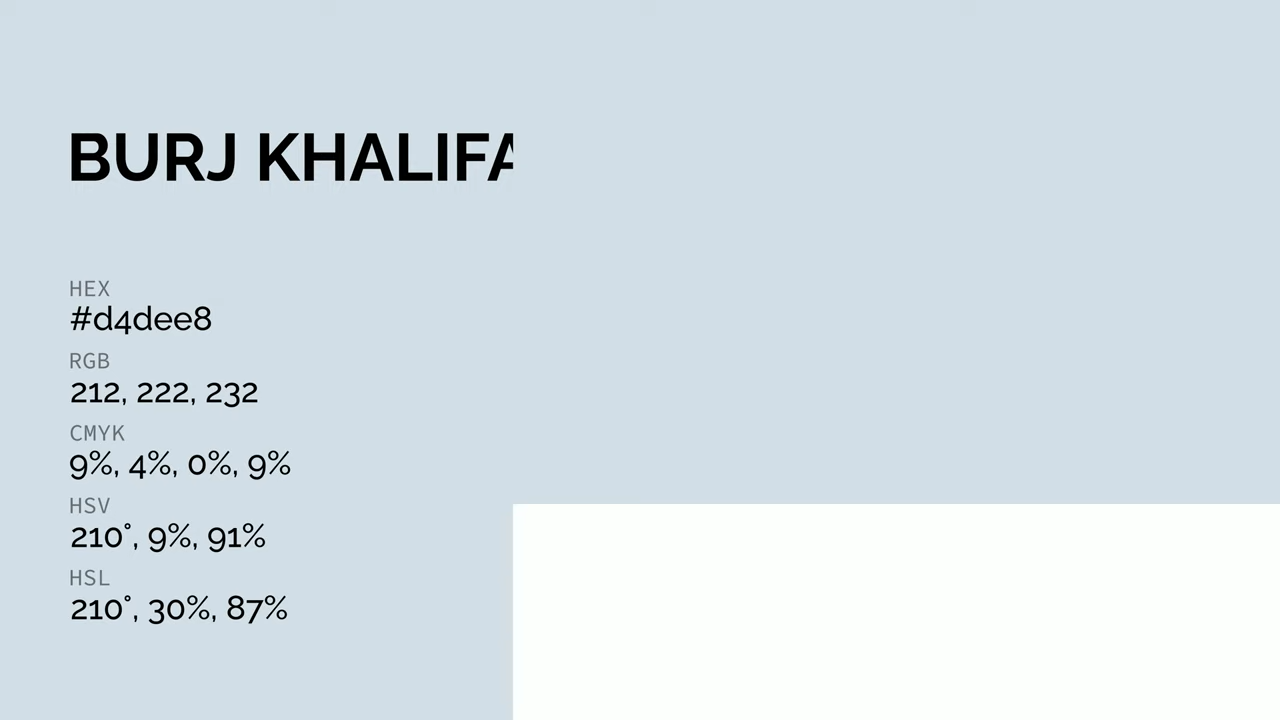 BURJ KHALIFA
HEX
#d4dee8
RGB
212, 222, 232
CMYK
9%, 4%, 0%, 9%
HSV
210°, 9%, 91%
HSL
210°, 30%, 87%